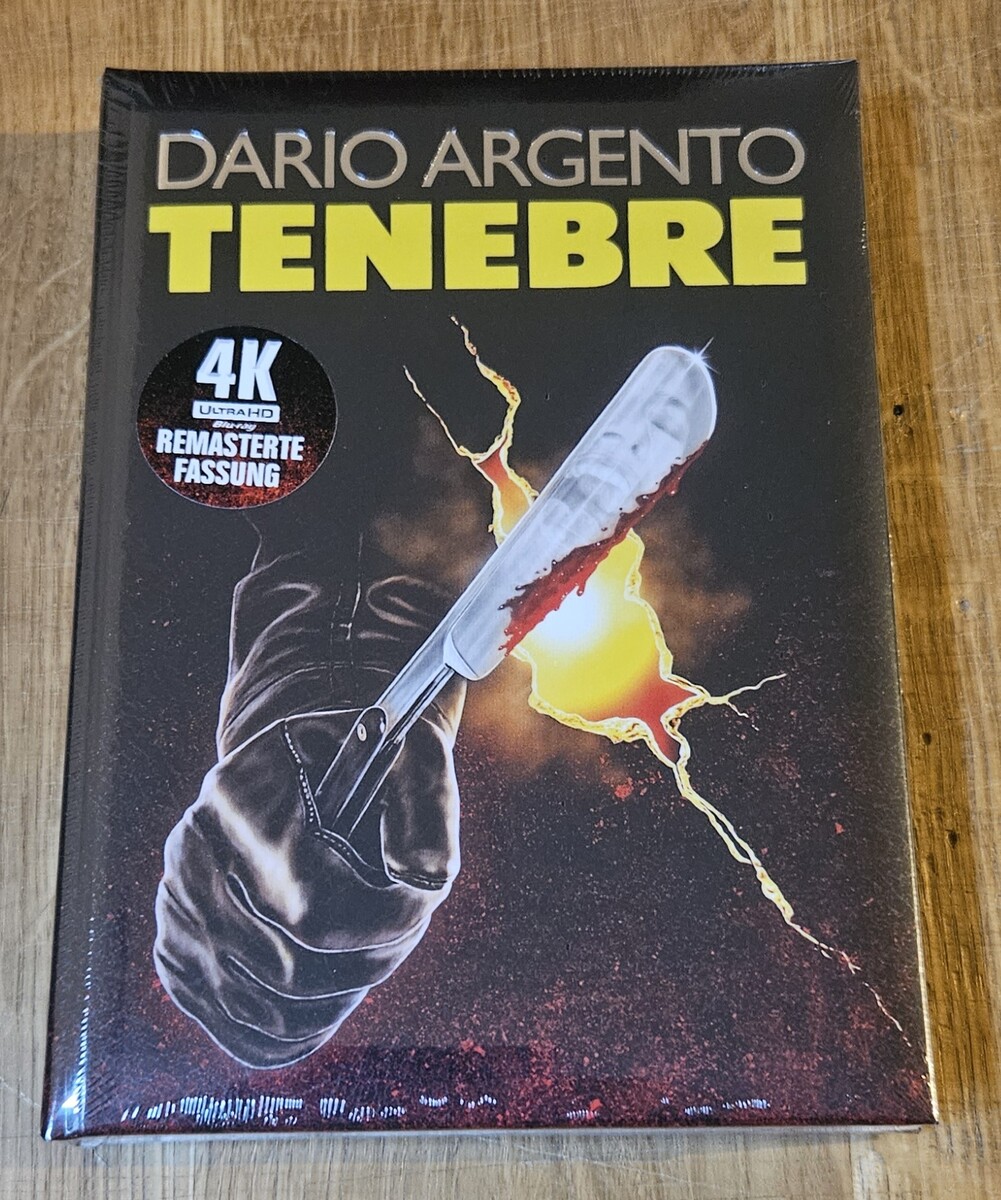 DARIO ARGENTO
TENEBRE
4K
ULTRA HD
Blu-ray
REMASTERTE
FASSUNG